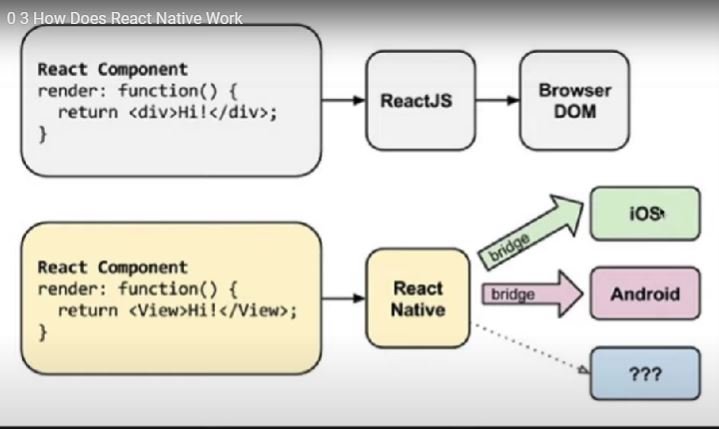 0 3 How Does React Native Work
React Component
render: function() {
return <div>Hi!</div>;
}
ReactJS
Browser
DOM
React Component
render: function() {
return <View>Hi!</View>;
}
React
Native
bridge
iOS
bridge
Android
???